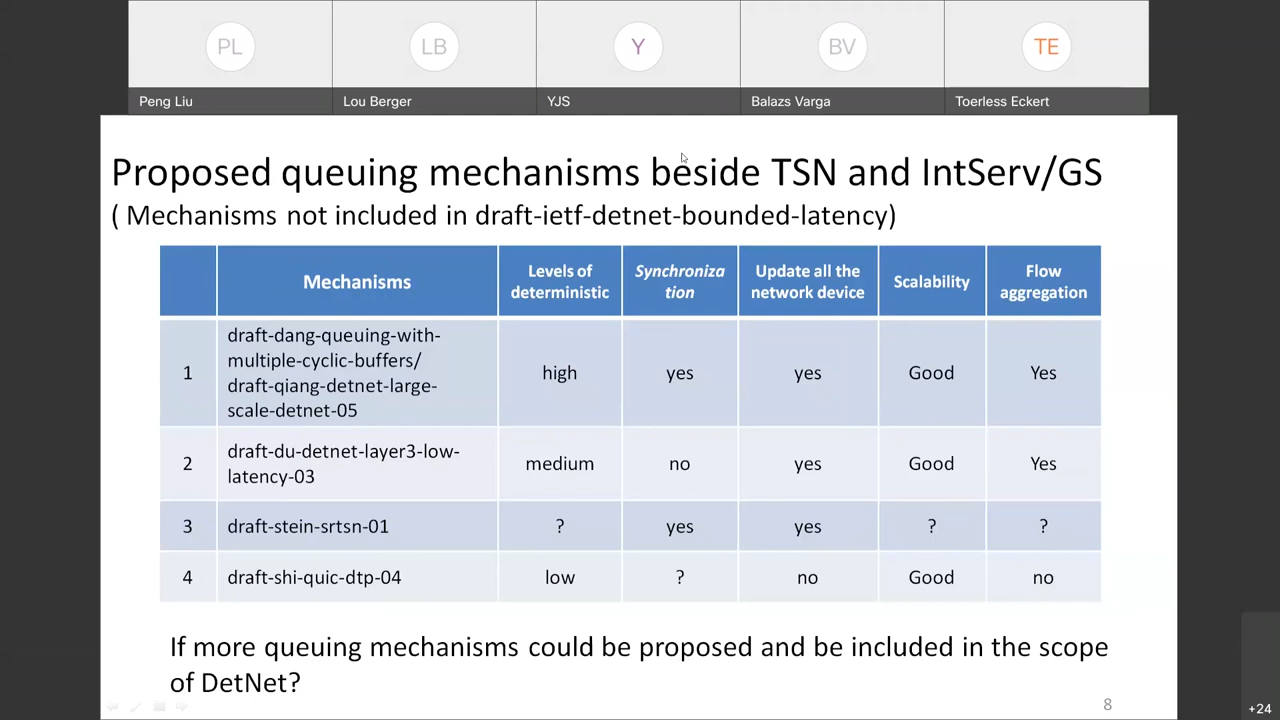 PL
LB
Y
BV
TE
Peng Liu
Lou Berger
YJS
Balazs Varga
Toerless Eckert
Proposed queuing mechanisms beside TSN and IntServ/GS
( Mechanisms not included in draft-ietf-detnet-bounded-latency)
Mechanisms
Levels of
deterministic
Synchroniza
tion
Update all the
network device
Scalability
Flow
aggregation
1
draft-dang-queuing-with-
multiple-cyclic-buffers/
draft-qiang-detnet-large-
scale-detnet-05
high
yes
yes
Good
Yes
2
draft-du-detnet-layer3-low-
latency-03
medium
no
yes
Good
Yes
3
draft-stein-srtsn-01
?
yes
yes
?
?
4
draft-shi-quic-dtp-04
low
?
no
Good
no
If more queuing mechanisms could be proposed and be included in the scope
of DetNet?
8
+24